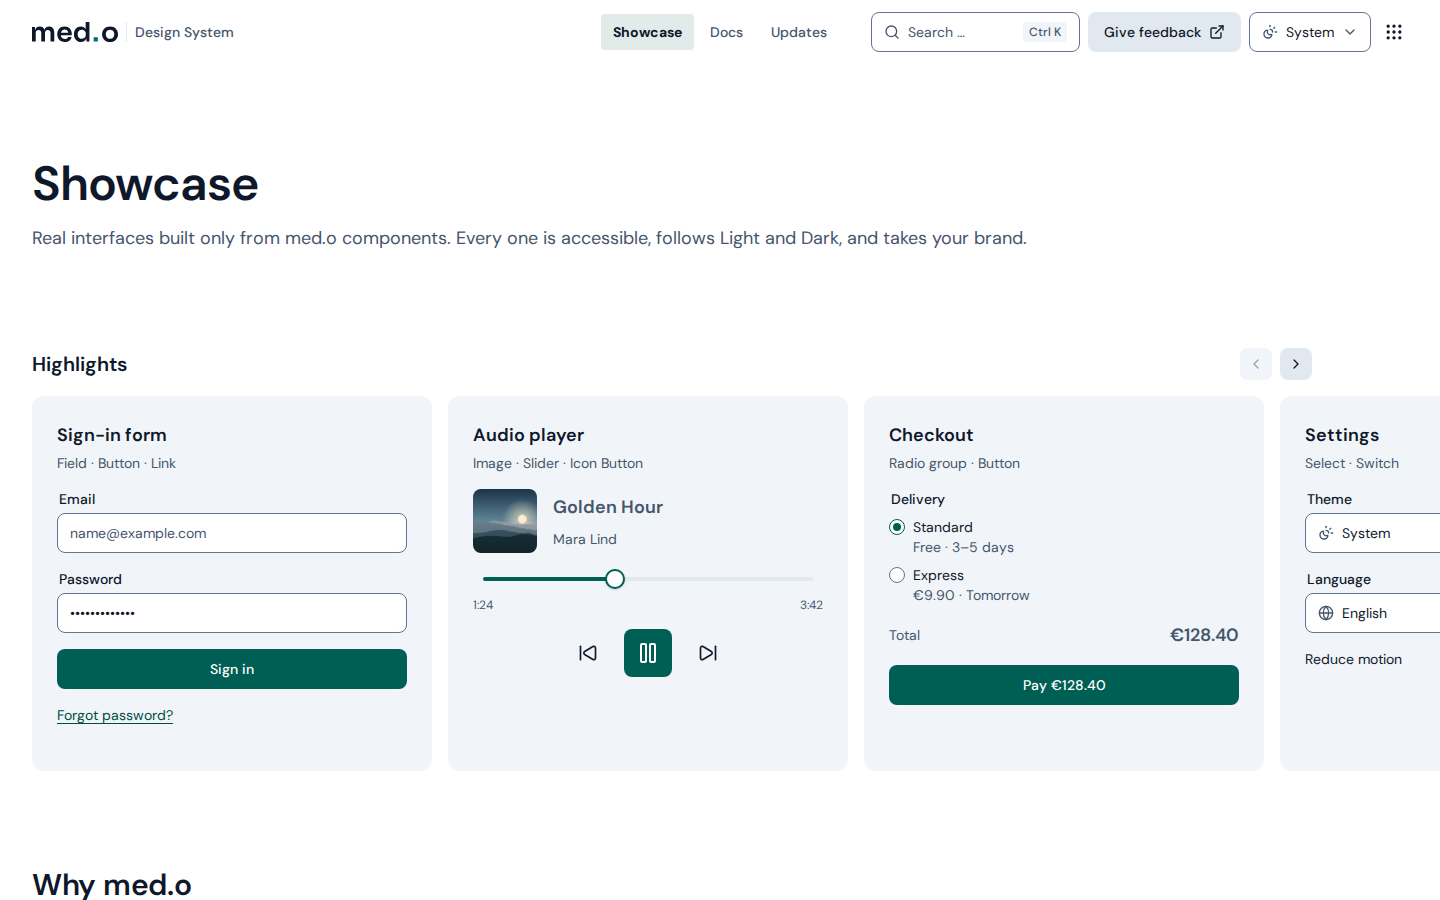 med.o Design System
Showcase Docs Updates
Search … Ctrl K
Give feedback
System
Showcase
Real interfaces built only from med.o components. Every one is accessible, follows Light and Dark, and takes your brand.
Highlights
Sign-in form
Field · Button · Link
Email
name@example.com
Password
•••••••••••••
Sign in
Forgot password?
Audio player
Image · Slider · Icon Button
Golden Hour
Mara Lind
1:24 3:42
Checkout
Radio group · Button
Delivery
Standard
Free · 3–5 days
Express
€9.90 · Tomorrow
Total €128.40
Pay €128.40
Settings
Select · Switch
Theme
System
Language
English
Reduce motion
Why med.o